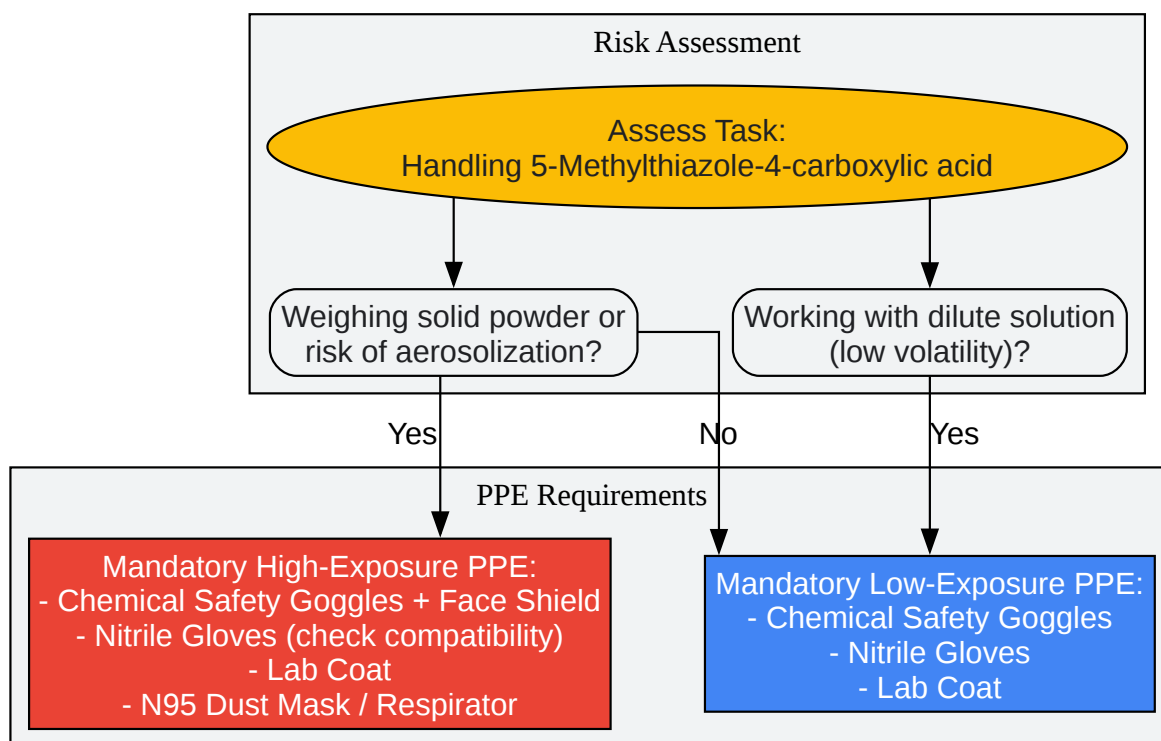 Risk Assessment
Assess Task:
Handling 5-Methylthiazole-4-carboxylic acid
Weighing solid powder or
risk of aerosolization?
Working with dilute solution
(low volatility)?
Yes
No
Yes
PPE Requirements
Mandatory High-Exposure PPE:
- Chemical Safety Goggles + Face Shield
- Nitrile Gloves (check compatibility)
- Lab Coat
- N95 Dust Mask / Respirator
Mandatory Low-Exposure PPE:
- Chemical Safety Goggles
- Nitrile Gloves
- Lab Coat